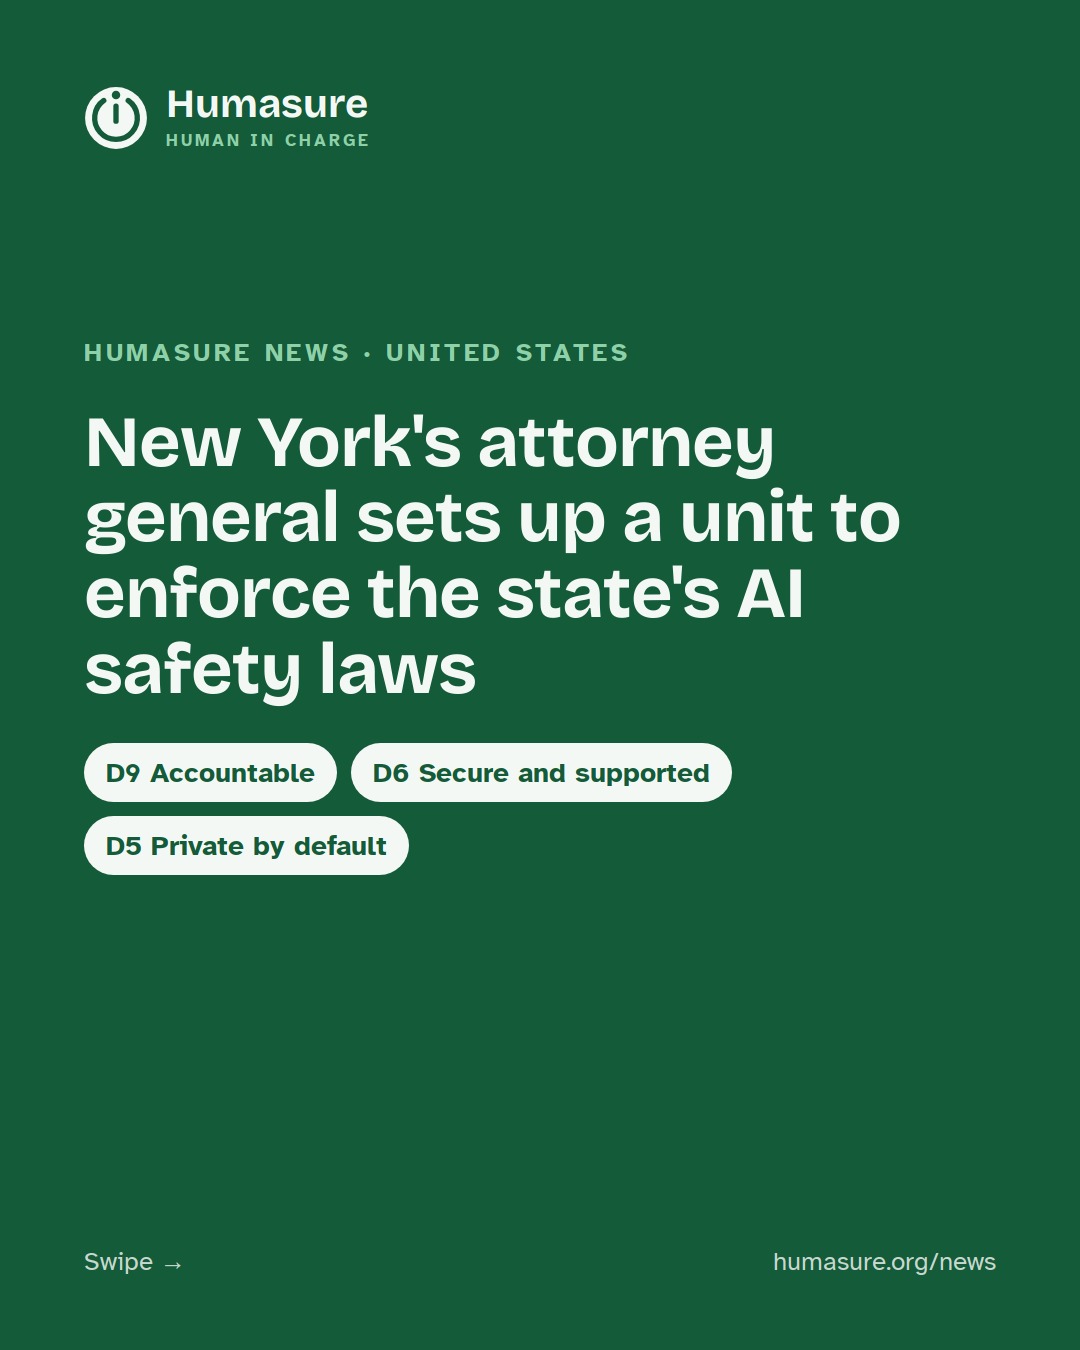 Humasure
HUMAN IN CHARGE
HUMASURE NEWS · UNITED STATES
New York's attorney
general sets up a unit to
enforce the state's AI
safety laws
D9 Accountable
D6 Secure and supported
D5 Private by default
Swipe →
humasure.org/news